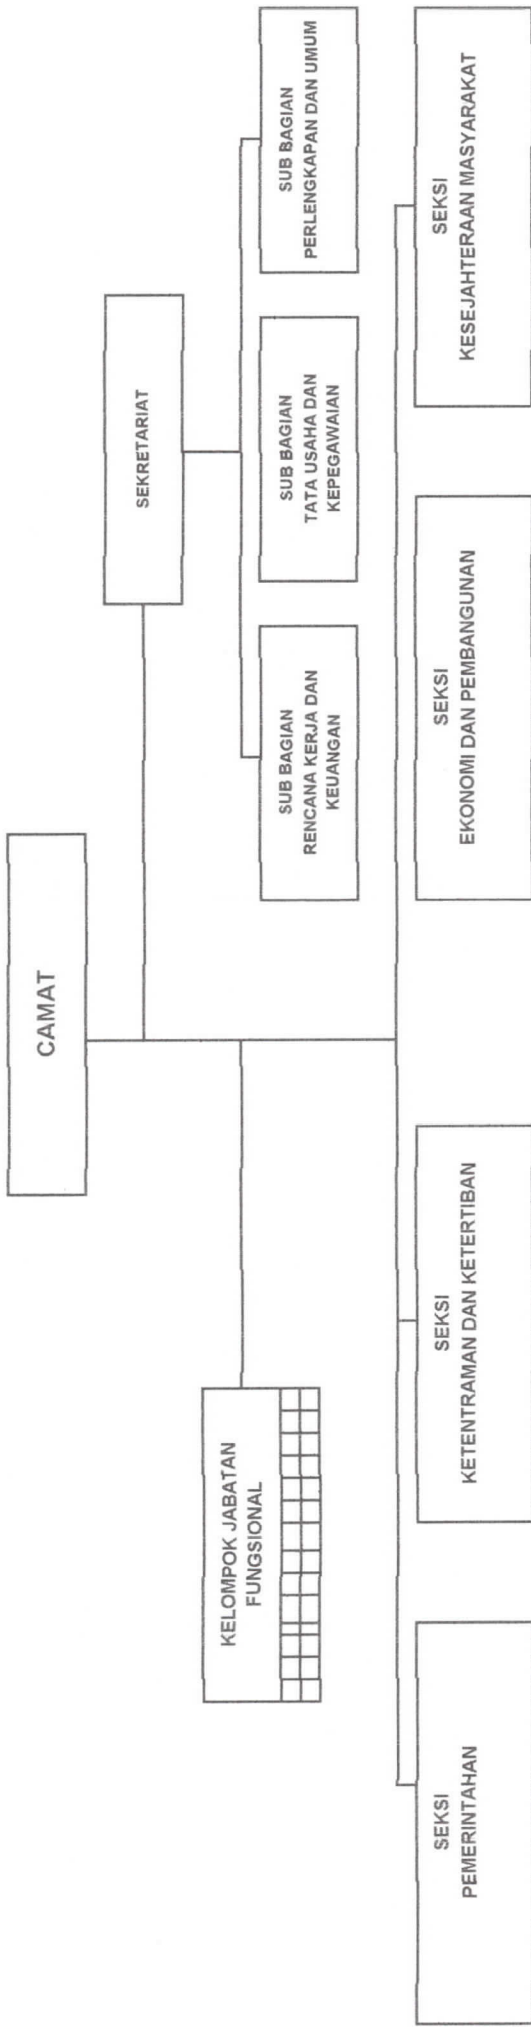 CAMAT
SEKRETARIAT
KELOMPOK JABATAN
FUNGSIONAL
SUB BAGIAN
RENCANA KERJA DAN
KEUANGAN
SUB BAGIAN
TATA USAHA DAN
KEPEGAWAIAN
SUB BAGIAN
PERLENGKAPAN DAN UMUM
SEKSI
PEMERINTAHAN
SEKSI
KETENTRAMAN DAN KETERTIBAN
SEKSI
EKONOMI DAN PEMBANGUNAN
SEKSI
KESEJAHTERAAN MASYARAKAT